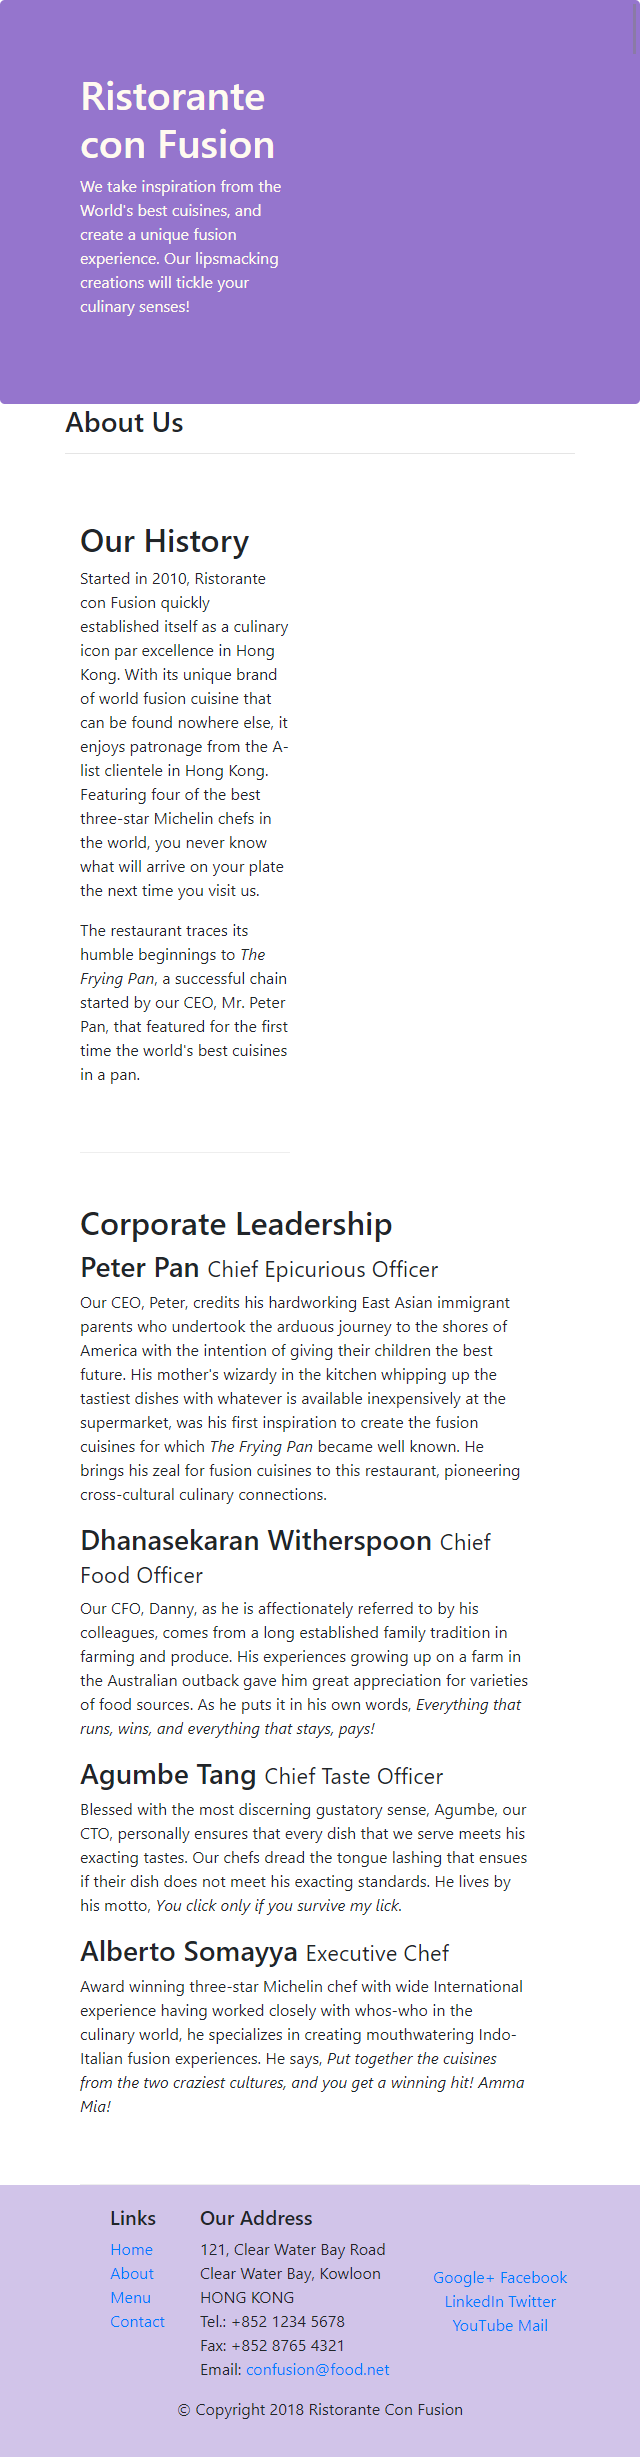 Ristorante
con Fusion
We take inspiration from the
World's best cuisines, and
create a unique fusion
experience. Our lipsmacking
creations will tickle your
culinary senses!
About Us
Our History
Started in 2010, Ristorante
con Fusion quickly
established itself as a culinary
icon par excellence in Hong
Kong. With its unique brand
of world fusion cuisine that
can be found nowhere else, it
enjoys patronage from the A-
list clientele in Hong Kong.
Featuring four of the best
three-star Michelin chefs in
the world, you never know
what will arrive on your plate
the next time you visit us.
The restaurant traces its
humble beginnings to The
Frying Pan, a successful chain
started by our CEO, Mr. Peter
Pan, that featured for the first
time the world's best cuisines
in a pan.
Corporate Leadership
Peter Pan Chief Epicurious Officer
Our CEO, Peter, credits his hardworking East Asian immigrant
parents who undertook the arduous journey to the shores of
America with the intention of giving their children the best
future. His mother's wizardy in the kitchen whipping up the
tastiest dishes with whatever is available inexpensively at the
supermarket, was his first inspiration to create the fusion
cuisines for which The Frying Pan became well known. He
brings his zeal for fusion cuisines to this restaurant, pioneering
cross-cultural culinary connections.
Dhanasekaran Witherspoon Chief
Food Officer
Our CFO, Danny, as he is affectionately referred to by his
colleagues, comes from a long established family tradition in
farming and produce. His experiences growing up on a farm in
the Australian outback gave him great appreciation for varieties
of food sources. As he puts it in his own words, Everything that
runs, wins, and everything that stays, pays!
Agumbe Tang Chief Taste Officer
Blessed with the most discerning gustatory sense, Agumbe, our
CTO, personally ensures that every dish that we serve meets his
exacting tastes. Our chefs dread the tongue lashing that ensues
if their dish does not meet his exacting standards. He lives by
his motto, You click only if you survive my lick.
Alberto Somayya Executive Chef
Award winning three-star Michelin chef with wide International
experience having worked closely with whos-who in the
culinary world, he specializes in creating mouthwatering Indo-
Italian fusion experiences. He says, Put together the cuisines
from the two craziest cultures, and you get a winning hit! Amma
Mia!
Links
Home
About
Menu
Contact
Our Address
121, Clear Water Bay Road
Clear Water Bay, Kowloon
HONG KONG
Tel.: +852 1234 5678
Fax: +852 8765 4321
Email: confusion@food.net
Google+ Facebook
LinkedIn Twitter
YouTube Mail
© Copyright 2018 Ristorante Con Fusion